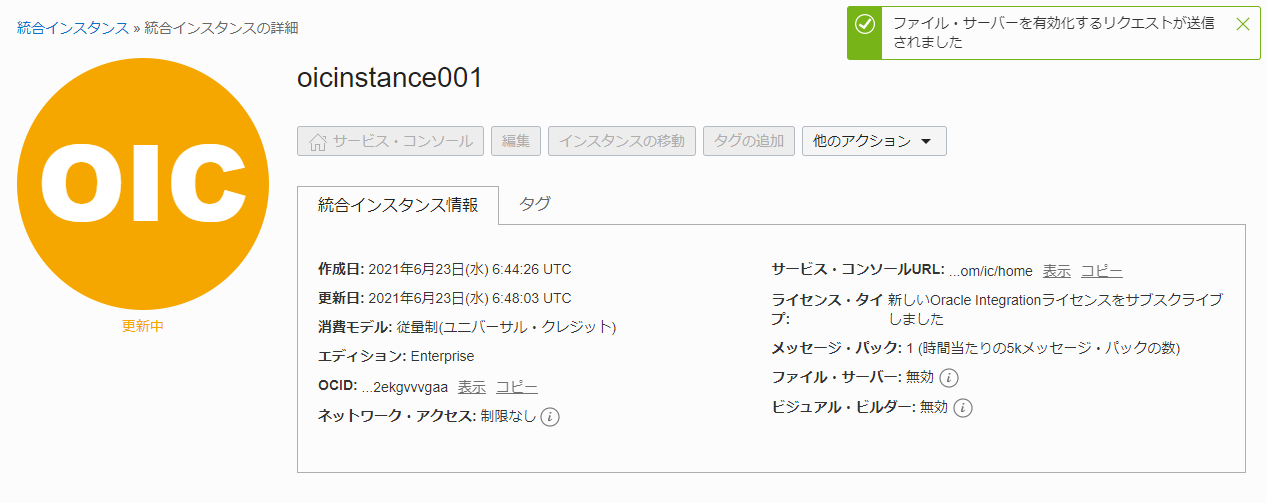 統合インスタンス » 統合インスタンスの詳細
ファイル・サーバーを有効化するリクエストが送信
されました
OIC
更新中
oicinstance001
サービス・コンソール 編集 インスタンスの移動 タグの追加 他のアクション
統合インスタンス情報 タグ
作成日: 2021年6月23日(水) 6:44:26 UTC
更新日: 2021年6月23日(水) 6:48:03 UTC
消費モデル: 従量制(ユニバーサル・クレジット)
エディション: Enterprise
OCID: ...2ekgvvvgaa 表示 コピー
ネットワーク・アクセス: 制限なし i
サービス・コンソールURL: ...om/ic/home 表示 コピー
ライセンス・タイ 新しいOracle Integrationライセンスをサブスクライブ
プ: しました
メッセージ・パック: 1 (時間当たりの5kメッセージ・パックの数)
ファイル・サーバー: 無効 i
ビジュアル・ビルダー: 無効 i